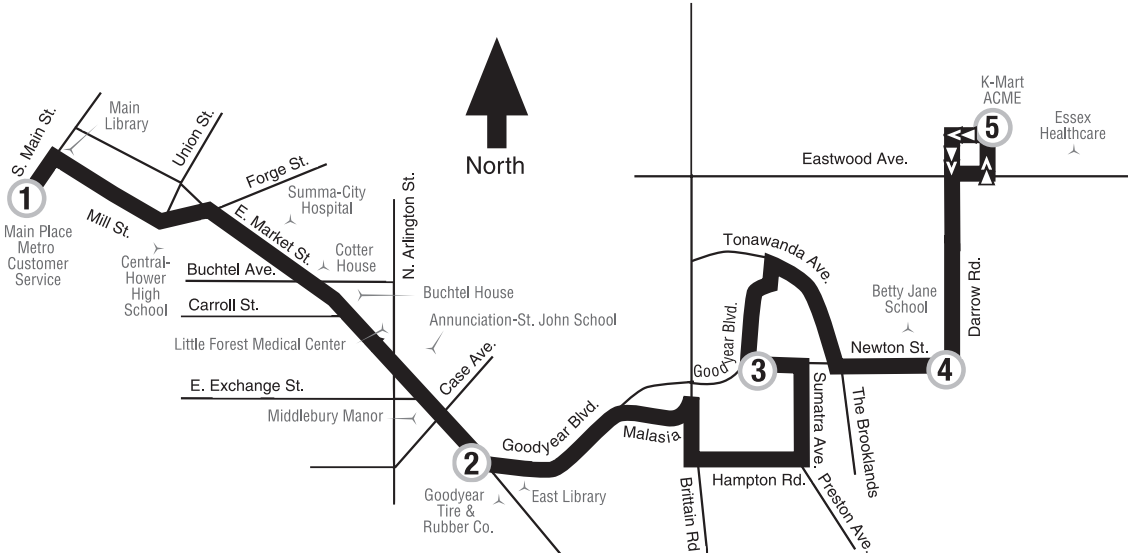 K-Mart
ACME
5
Essex
Healthcare
Main
Library
S. Main St.
Union St.
North
Eastwood Ave.
Forge St.
1
Summa-City
Hospital
Mill St.
E. Market St.
N. Arlington St.
Main Place
Metro
Customer
Service
Central-
Hower
High
School
Cotter
House
Tonawanda Ave.
Buchtel Ave.
Buchtel House
Darrow Rd.
Betty Jane
School
Carroll St.
Annunciation-St. John School
Goodyear Blvd.
Little Forest Medical Center
Newton St.
3
4
Case Ave.
E. Exchange St.
Sumatra Ave.
The Brooklands
Middlebury Manor
Goodyear Blvd.
Malasia
2
Hampton Rd.
Goodyear
Tire &
Rubber Co.
East Library
Brittain Rd
Preston Ave.